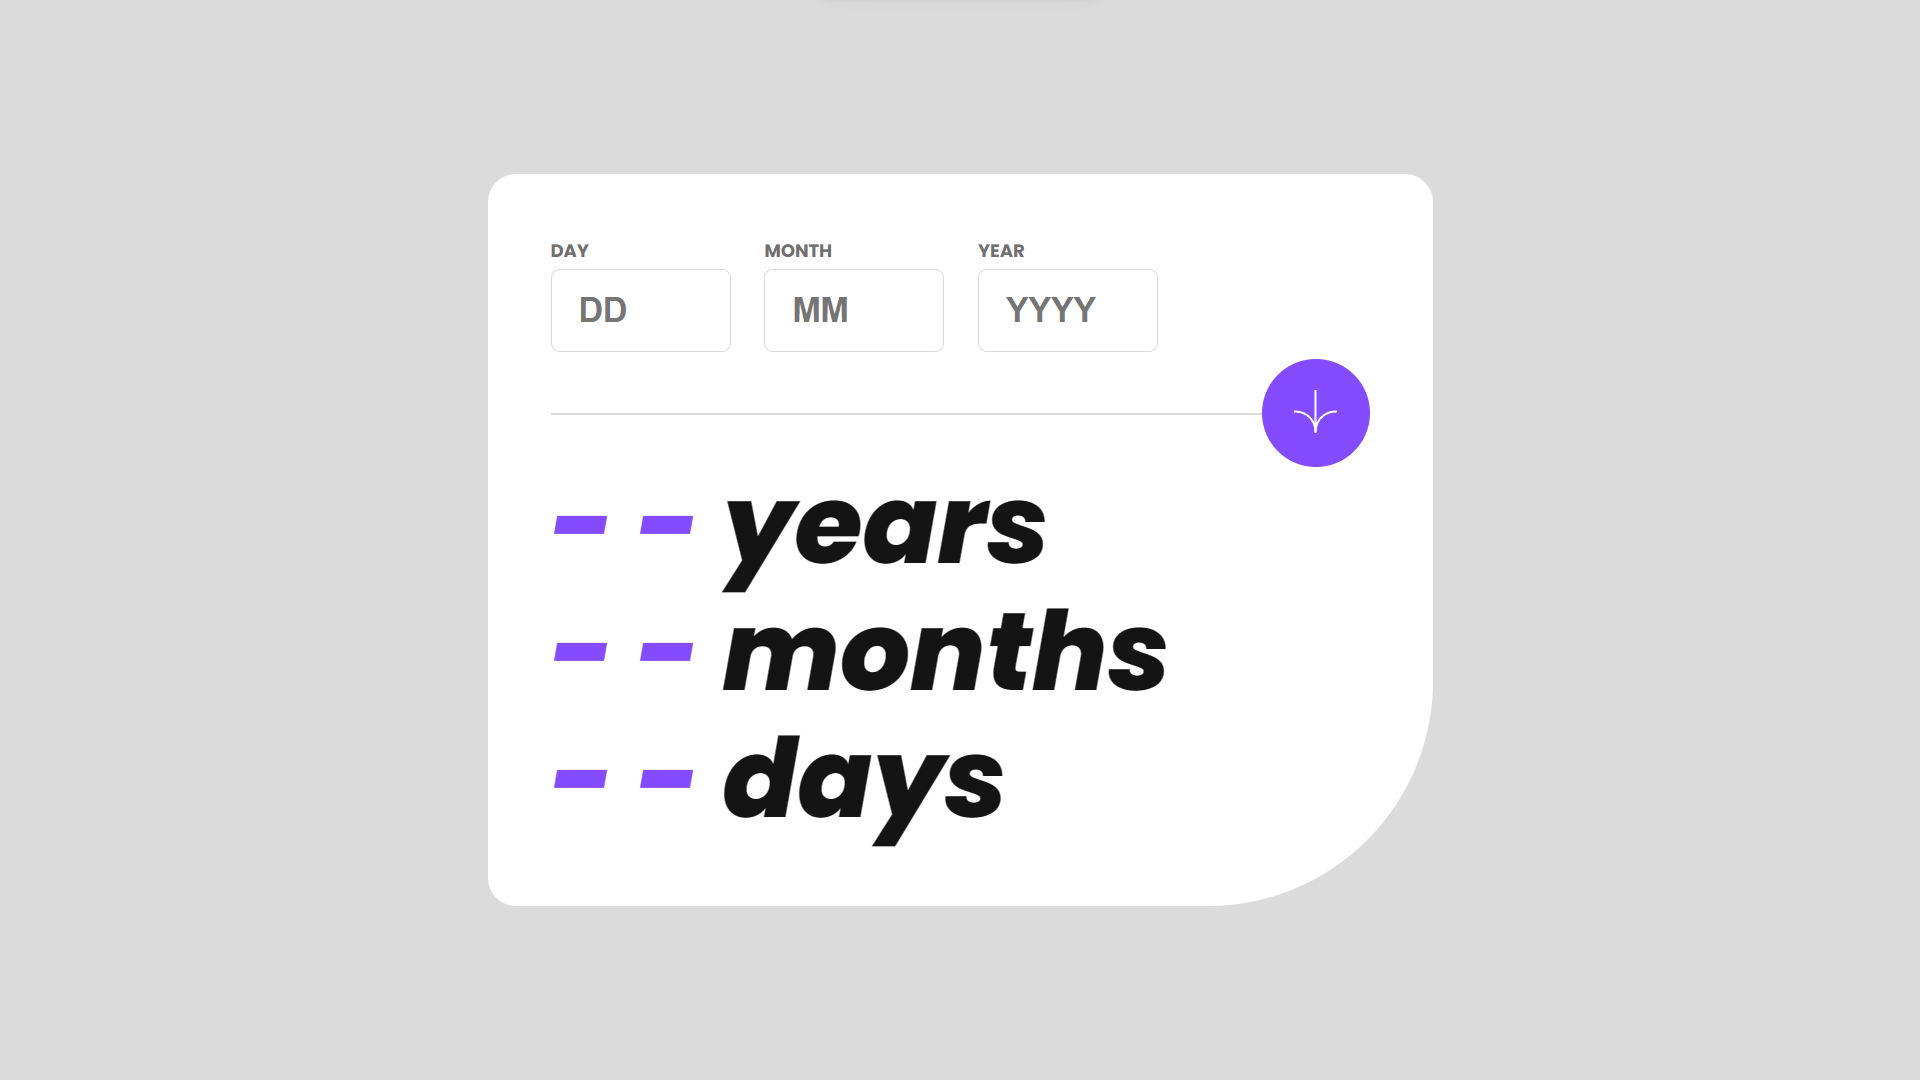 DAY MONTH YEAR
DD MM YYYY
- - years
- - months
- - days